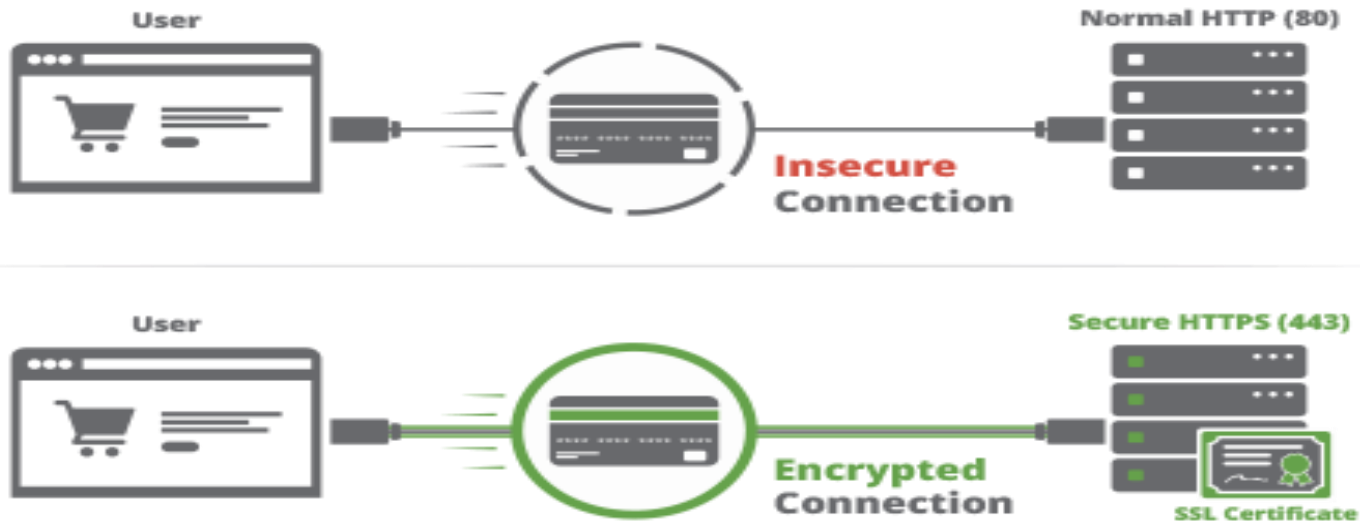 User
Normal HTTP (80)
Insecure
Connection
User
Secure HTTPS (443)
Encrypted
Connection
SSL Certificate